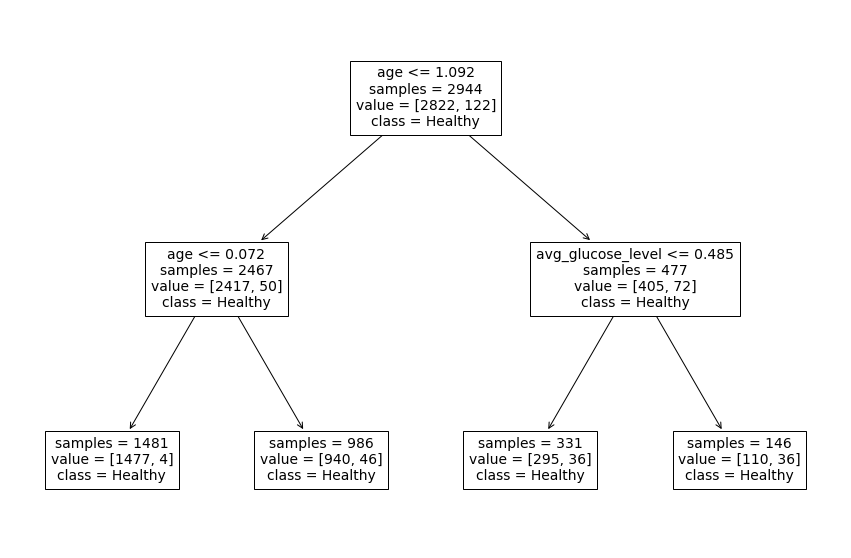 age <= 1.092
samples = 2944
value = [2822, 122]
class = Healthy
age <= 0.072
samples = 2467
value = [2417, 50]
class = Healthy
avg_glucose_level <= 0.485
samples = 477
value = [405, 72]
class = Healthy
samples = 1481
value = [1477, 4]
class = Healthy
samples = 986
value = [940, 46]
class = Healthy
samples = 331
value = [295, 36]
class = Healthy
samples = 146
value = [110, 36]
class = Healthy